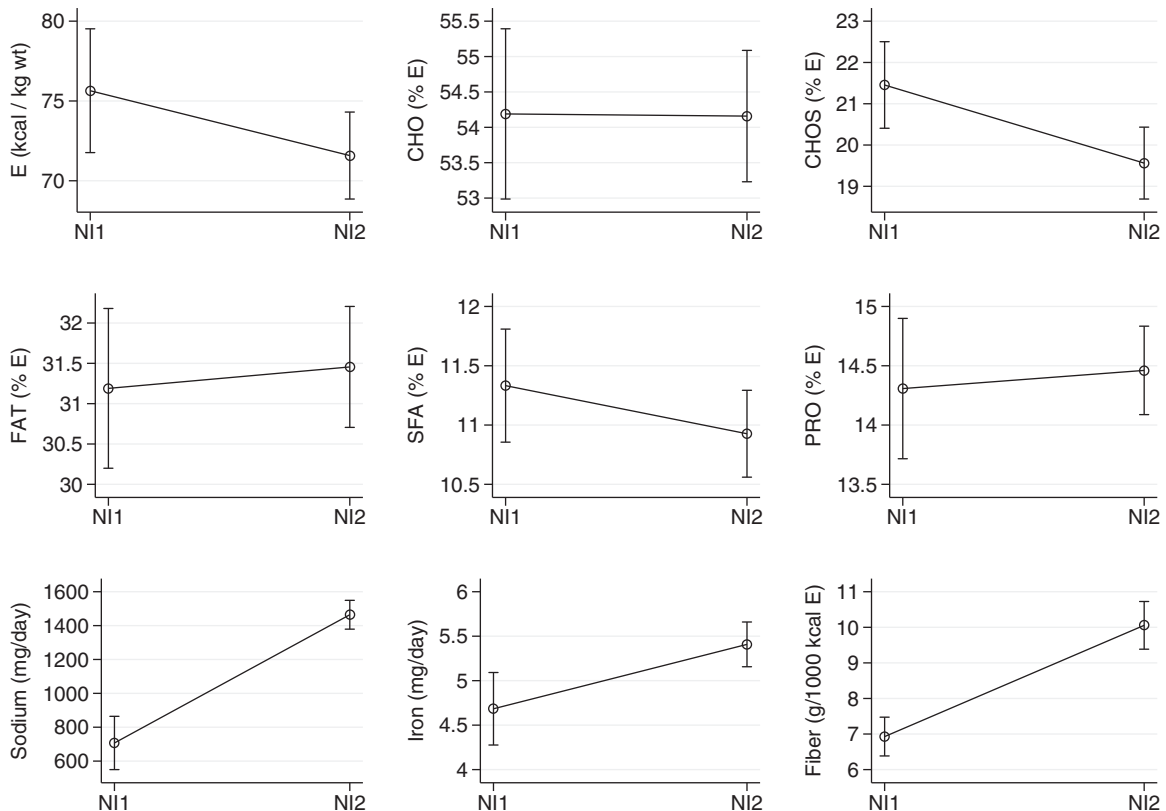 E (kcal / kg wt)
80
75
70
NI1 NI2
CHO (% E)
55.5
55
54.5
54
53.5
53
NI1 NI2
CHOS (% E)
23
22
21
20
19
NI1 NI2
FAT (% E)
32
31.5
31
30.5
30
NI1 NI2
SFA (% E)
12
11.5
11
10.5
NI1 NI2
PRO (% E)
15
14.5
14
13.5
NI1 NI2
Sodium (mg/day)
1600
1400
1200
1000
800
600
NI1 NI2
Iron (mg/day)
6
5.5
5
4.5
4
NI1 NI2
Fiber (g/1000 kcal E)
11
10
9
8
7
6
NI1 NI2